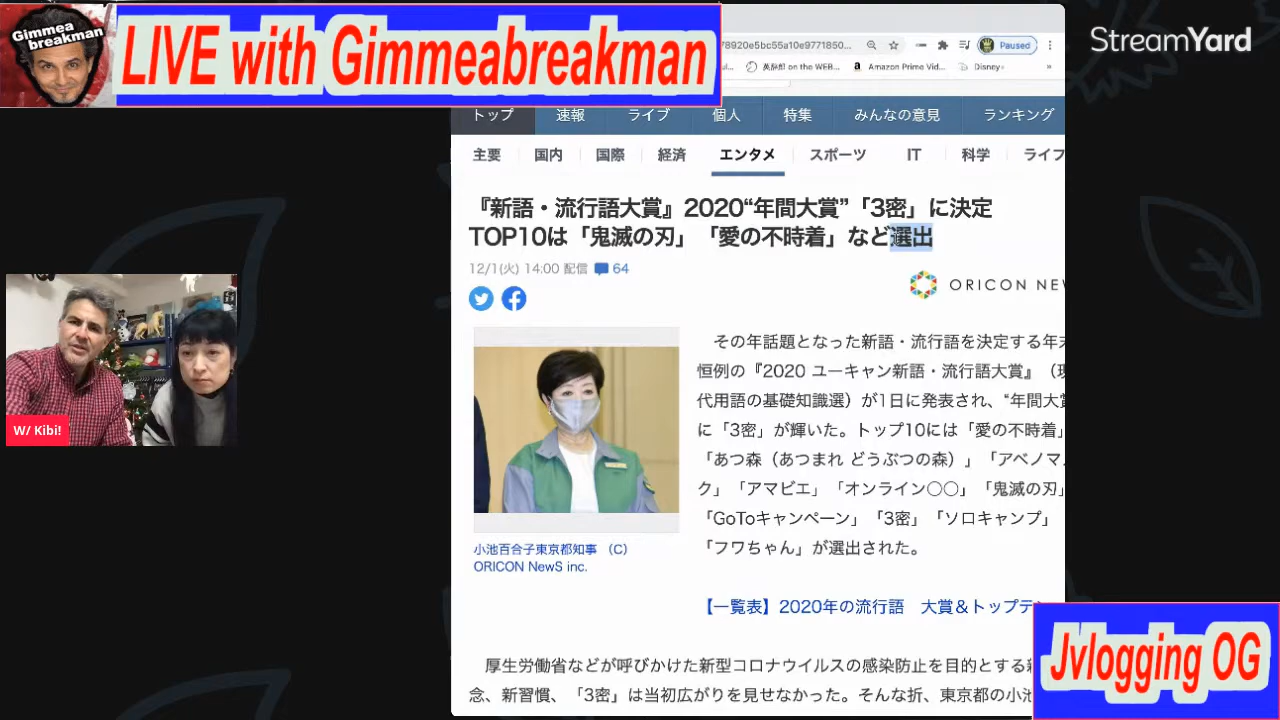 Gimmea
breakman
LIVE with Gimmeabreakman
StreamYard
78920e5bc55a10e9771850...
Paused
英辞郎 on the WEB...
Amazon Prime Vid...
Disney+
»
トップ
速報
ライブ
個人
特集
みんなの意見
ランキング
主要
国内
国際
経済
エンタメ
スポーツ
IT
科学
ライフ
『新語・流行語大賞』2020“年間大賞”「3密」に決定
TOP10は「鬼滅の刃」「愛の不時着」など選出
12/1(火) 14:00 配信 64
ORICON NE
その年話題となった新語・流行語を決定する年末
恒例の『2020 ユーキャン新語・流行語大賞』（現
代用語の基礎知識選）が1日に発表され、“年間大賞
に「3密」が輝いた。トップ10には「愛の不時着」
「あつ森（あつまれ どうぶつの森）」「アベノマ
ク」「アマビエ」「オンライン○○」「鬼滅の刃」
「GoToキャンペーン」「3密」「ソロキャンプ」
「フワちゃん」が選出された。
小池百合子東京都知事 （C）
ORICON NewS inc.
【一覧表】2020年の流行語 大賞＆トップテ
厚生労働省などが呼びかけた新型コロナウイルスの感染防止を目的とする
念、新習慣、「3密」は当初広がりを見せなかった。そんな折、東京都の小
W/ Kibi!
Jvlogging OG